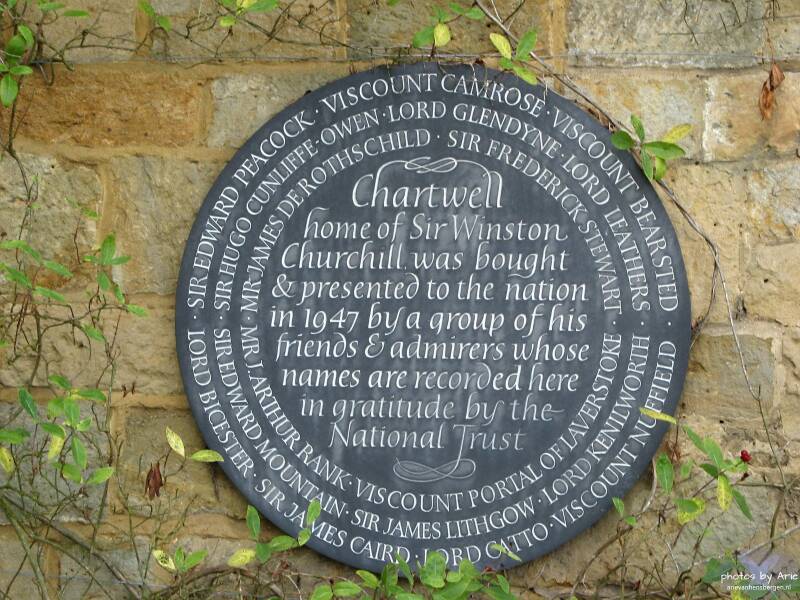 SIR EDWARD PEACOCK · VISCOUNT CAMROSE · VISCOUNT BEARSTED ·
SIR HUGO CUNLIFFE-OWEN · LORD GLENDYNE · LORD LEATHERS ·
MR·JAMES DE ROTHSCHILD · SIR FREDERICK STEWART ·
Chartwell
home of Sir Winston
Churchill was bought
& presented to the nation
in 1947 by a group of his
friends & admirers whose
names are recorded here
in gratitude by the
National Trust
MR J. ARTHUR RANK · VISCOUNT PORTAL OF LAVERSTOKE
SIR EDWARD MOUNTAIN · SIR JAMES LITHGOW · LORD KENILWORTH
LORD BICESTER · SIR JAMES CAIRD · LORD CATTO · VISCOUNT NUFFIELD
photos by Arie
arievanhensbergen.nl